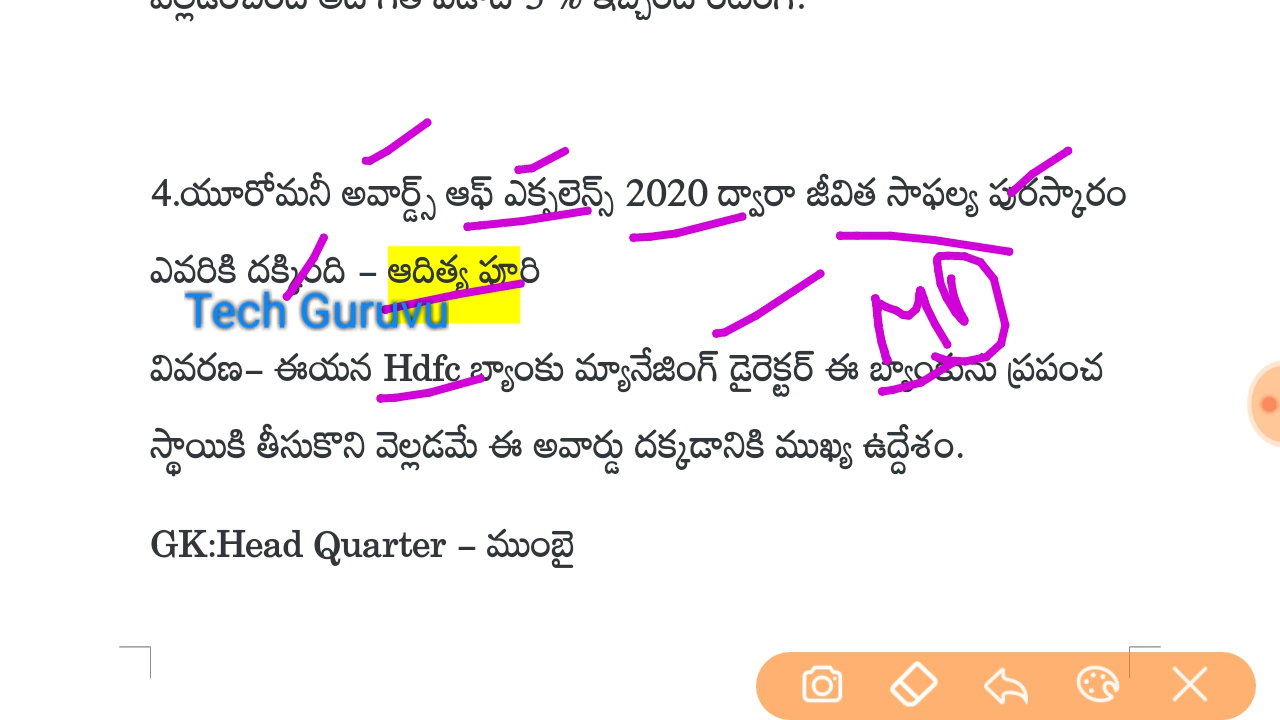 4.యూరోమనీ అవార్డ్స్ ఆఫ్ ఎక్సలెన్స్ 2020 ద్వారా జీవిత సాఫల్య పురస్కారం
ఎవరికి దక్కింది – ఆదిత్య పూరి
Tech Guruvu
MD
వివరణ– ఈయన Hdfc బ్యాంకు మ్యానేజింగ్ డైరెక్టర్ ఈ బ్యాంకును ప్రపంచ
స్థాయికి తీసుకొని వెల్లడమే ఈ అవార్డు దక్కడానికి ముఖ్య ఉద్దేశం.
GK:Head Quarter – ముంబై